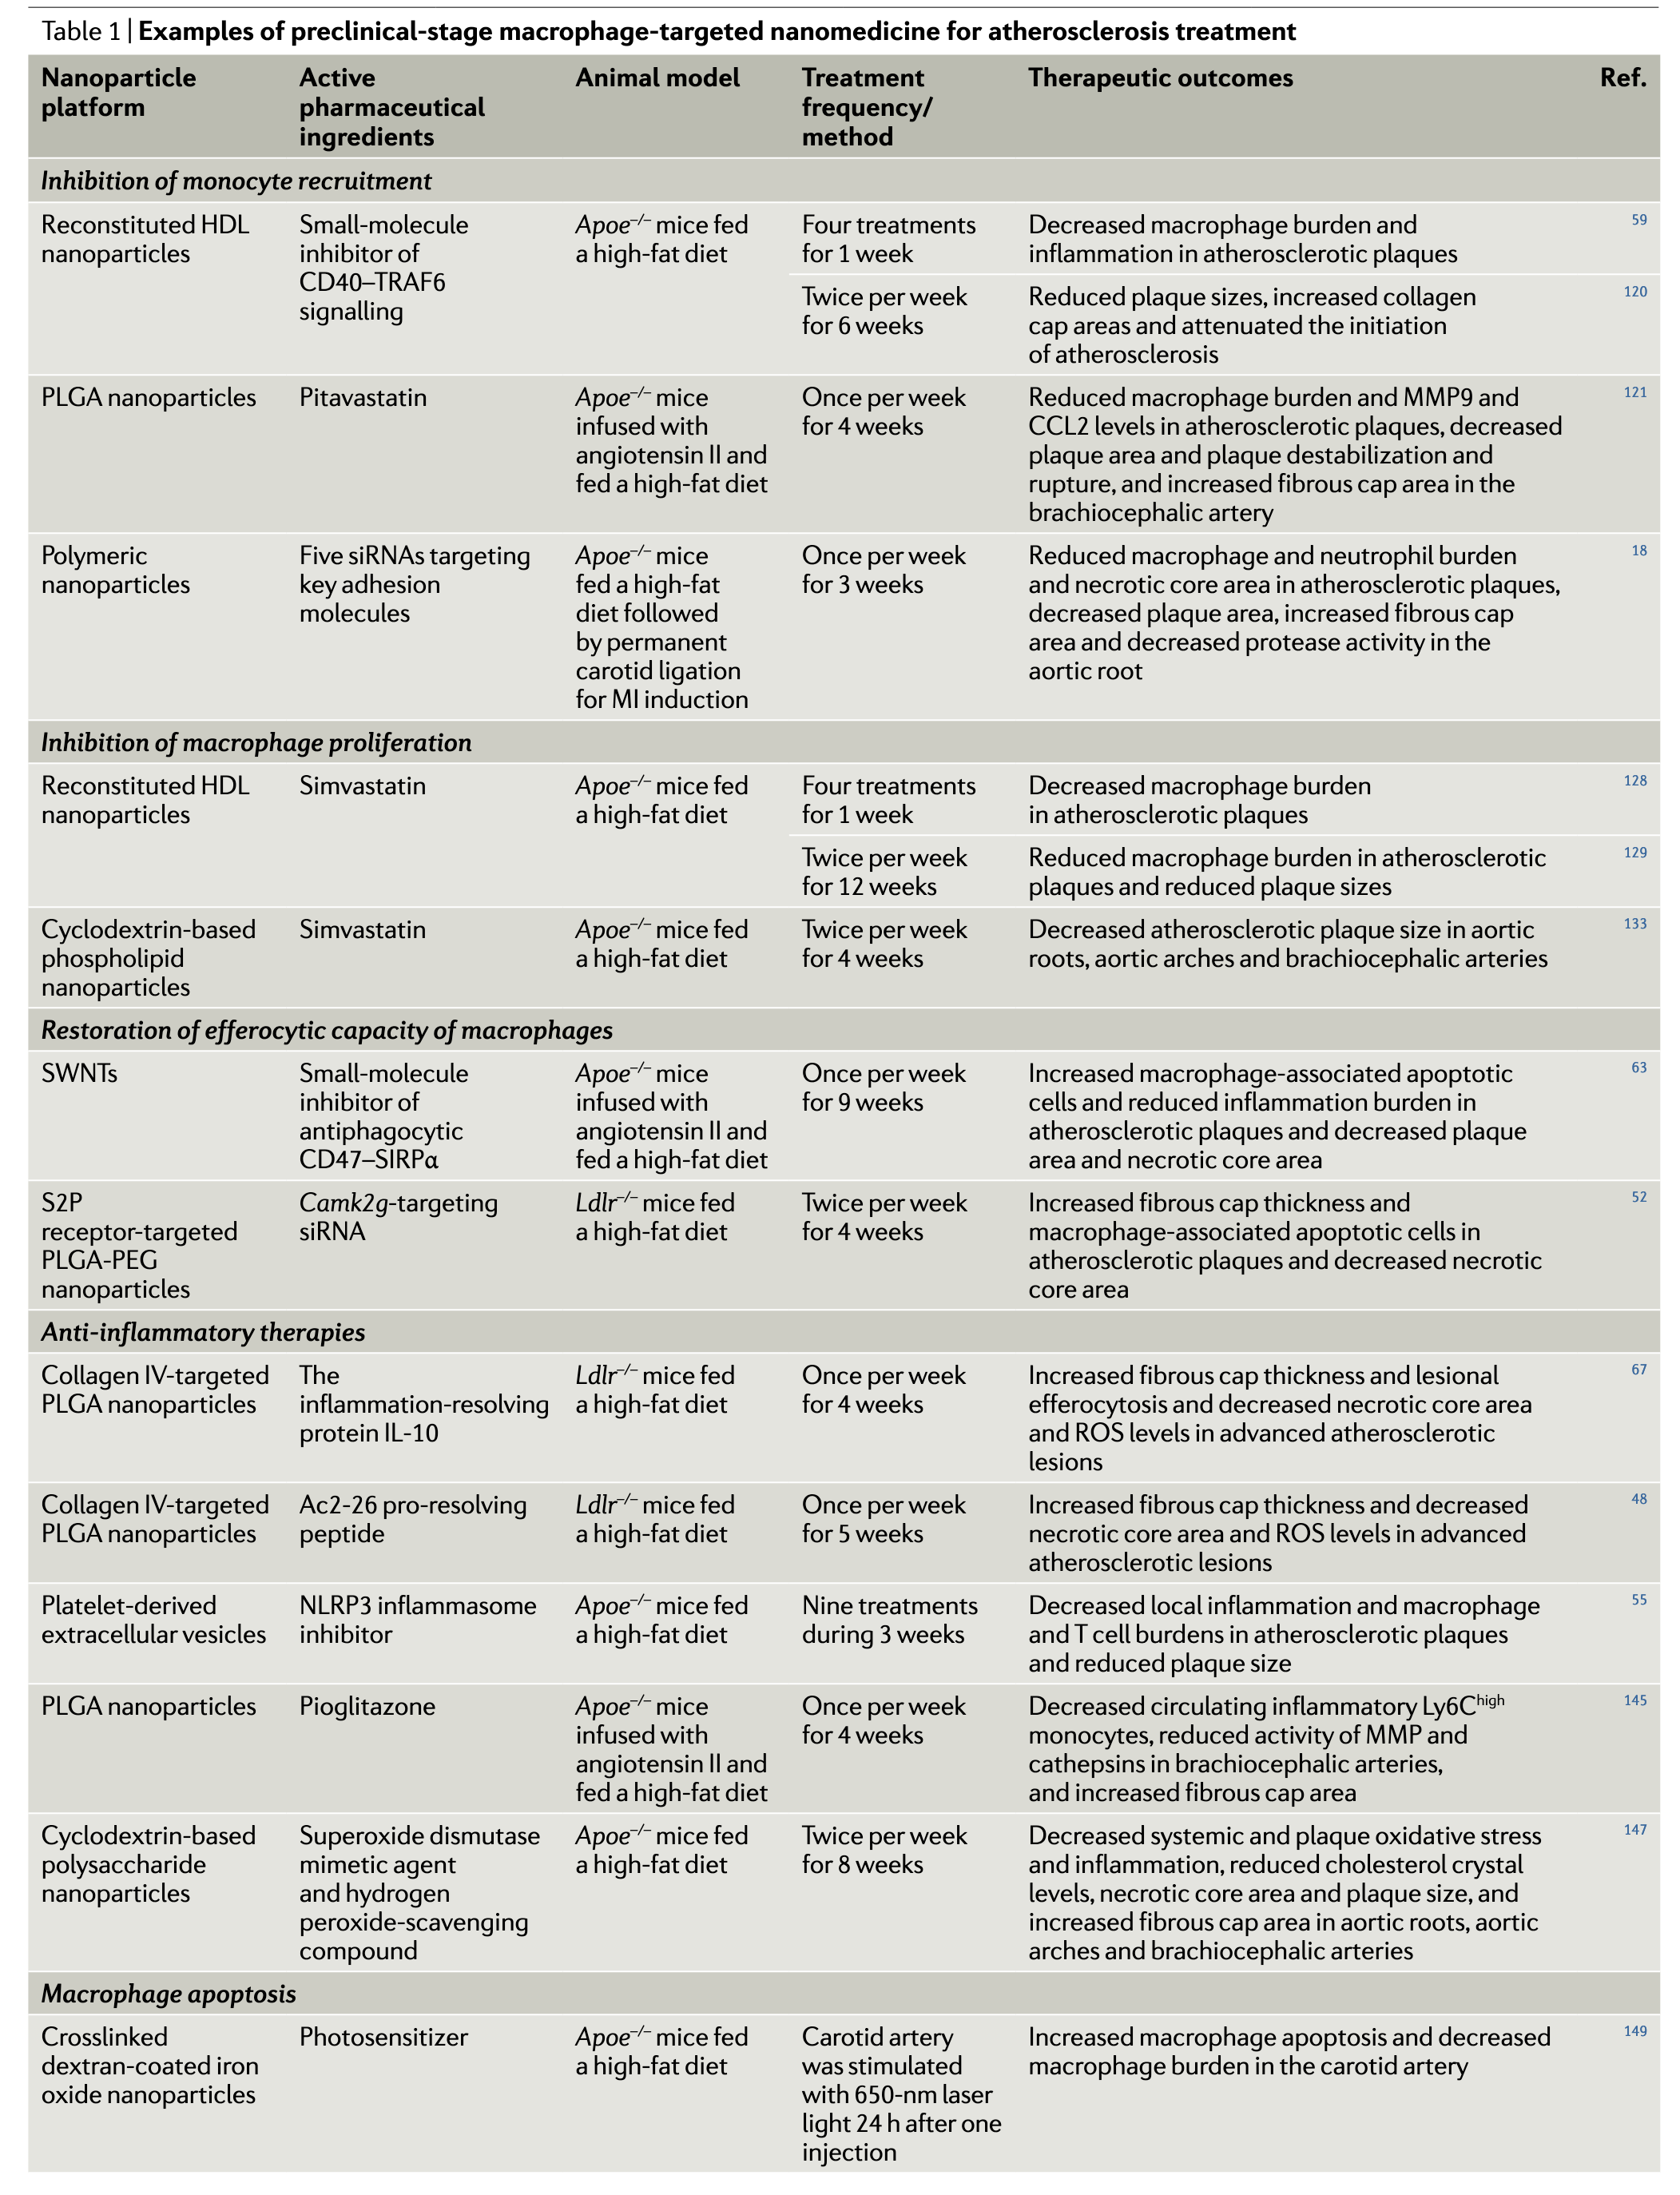 Table 1 | Examples of preclinical-stage macrophage-targeted nanomedicine for atherosclerosis treatment
Nanoparticle platform Active pharmaceutical ingredients Animal model Treatment frequency/ method Therapeutic outcomes Ref.
Inhibition of monocyte recruitment
Reconstituted HDL nanoparticles Small-molecule inhibitor of CD40–TRAF6 signalling Apoe–/– mice fed a high-fat diet Four treatments for 1 week Decreased macrophage burden and inflammation in atherosclerotic plaques 59
Twice per week for 6 weeks Reduced plaque sizes, increased collagen cap areas and attenuated the initiation of atherosclerosis 120
PLGA nanoparticles Pitavastatin Apoe–/– mice infused with angiotensin II and fed a high-fat diet Once per week for 4 weeks Reduced macrophage burden and MMP9 and CCL2 levels in atherosclerotic plaques, decreased plaque area and plaque destabilization and rupture, and increased fibrous cap area in the brachiocephalic artery 121
Polymeric nanoparticles Five siRNAs targeting key adhesion molecules Apoe–/– mice fed a high-fat diet followed by permanent carotid ligation for MI induction Once per week for 3 weeks Reduced macrophage and neutrophil burden and necrotic core area in atherosclerotic plaques, decreased plaque area, increased fibrous cap area and decreased protease activity in the aortic root 18
Inhibition of macrophage proliferation
Reconstituted HDL nanoparticles Simvastatin Apoe–/– mice fed a high-fat diet Four treatments for 1 week Decreased macrophage burden in atherosclerotic plaques 128
Twice per week for 12 weeks Reduced macrophage burden in atherosclerotic plaques and reduced plaque sizes 129
Cyclodextrin-based phospholipid nanoparticles Simvastatin Apoe–/– mice fed a high-fat diet Twice per week for 4 weeks Decreased atherosclerotic plaque size in aortic roots, aortic arches and brachiocephalic arteries 133
Restoration of efferocytic capacity of macrophages
SWNTs Small-molecule inhibitor of antiphagocytic CD47–SIRPα Apoe–/– mice infused with angiotensin II and fed a high-fat diet Once per week for 9 weeks Increased macrophage-associated apoptotic cells and reduced inflammation burden in atherosclerotic plaques and decreased plaque area and necrotic core area 63
S2P receptor-targeted PLGA-PEG nanoparticles Camk2g-targeting siRNA Ldlr–/– mice fed a high-fat diet Twice per week for 4 weeks Increased fibrous cap thickness and macrophage-associated apoptotic cells in atherosclerotic plaques and decreased necrotic core area 52
Anti-inflammatory therapies
Collagen IV-targeted PLGA nanoparticles The inflammation-resolving protein IL-10 Ldlr–/– mice fed a high-fat diet Once per week for 4 weeks Increased fibrous cap thickness and lesional efferocytosis and decreased necrotic core area and ROS levels in advanced atherosclerotic lesions 67
Collagen IV-targeted PLGA nanoparticles Ac2-26 pro-resolving peptide Ldlr–/– mice fed a high-fat diet Once per week for 5 weeks Increased fibrous cap thickness and decreased necrotic core area and ROS levels in advanced atherosclerotic lesions 48
Platelet-derived extracellular vesicles NLRP3 inflammasome inhibitor Apoe–/– mice fed a high-fat diet Nine treatments during 3 weeks Decreased local inflammation and macrophage and T cell burdens in atherosclerotic plaques and reduced plaque size 55
PLGA nanoparticles Pioglitazone Apoe–/– mice infused with angiotensin II and fed a high-fat diet Once per week for 4 weeks Decreased circulating inflammatory Ly6Chigh monocytes, reduced activity of MMP and cathepsins in brachiocephalic arteries, and increased fibrous cap area 145
Cyclodextrin-based polysaccharide nanoparticles Superoxide dismutase mimetic agent and hydrogen peroxide-scavenging compound Apoe–/– mice fed a high-fat diet Twice per week for 8 weeks Decreased systemic and plaque oxidative stress and inflammation, reduced cholesterol crystal levels, necrotic core area and plaque size, and increased fibrous cap area in aortic roots, aortic arches and brachiocephalic arteries 147
Macrophage apoptosis
Crosslinked dextran-coated iron oxide nanoparticles Photosensitizer Apoe–/– mice fed a high-fat diet Carotid artery was stimulated with 650-nm laser light 24 h after one injection Increased macrophage apoptosis and decreased macrophage burden in the carotid artery 149